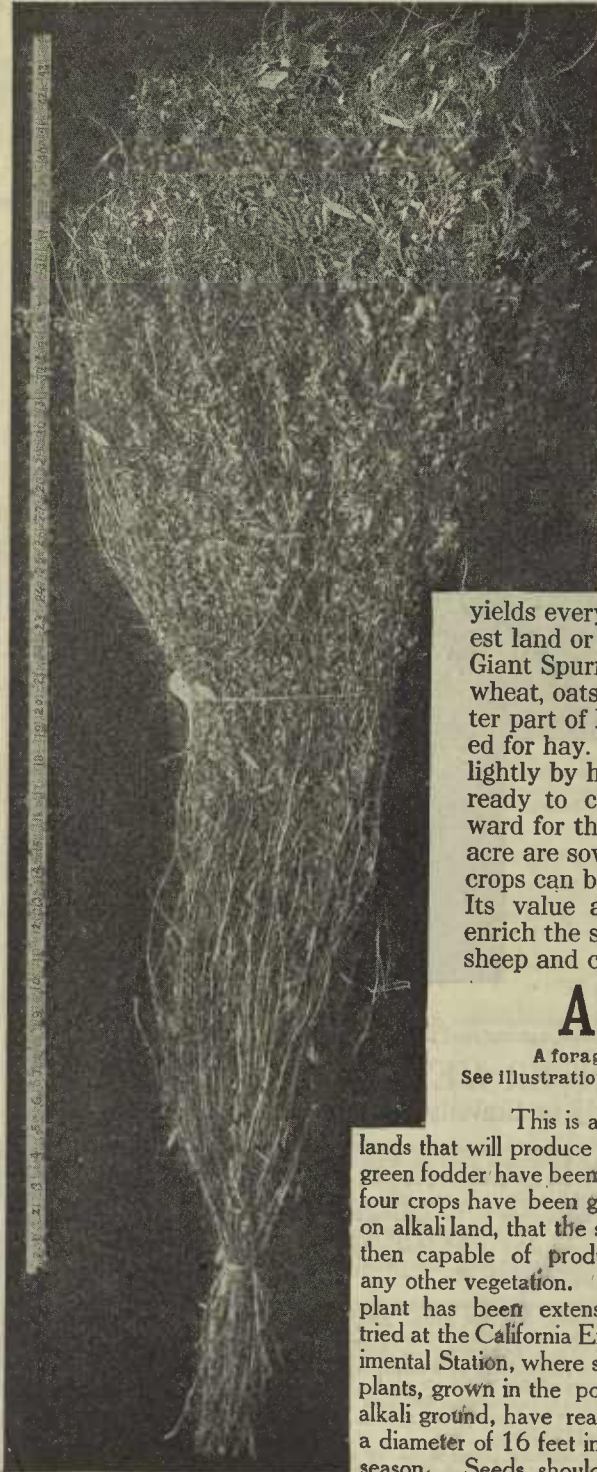 yields every
est land or
Giant Spurr
wheat, oats
ter part of
ed for hay.
lightly by h
ready to c
ward for th
acre are sov
crops can b
Its value a
enrich the s
sheep and c
A
A forag
See illustratio
This is a
lands that will produce
green fodder have been
four crops have been g
on alkali land, that the s
then capable of prod
any other vegetation.
plant has been extens
tried at the California E
imental Station, where s
plants, grown in the po
alkali ground, have rea
a diameter of 16 feet in
season. Seeds should